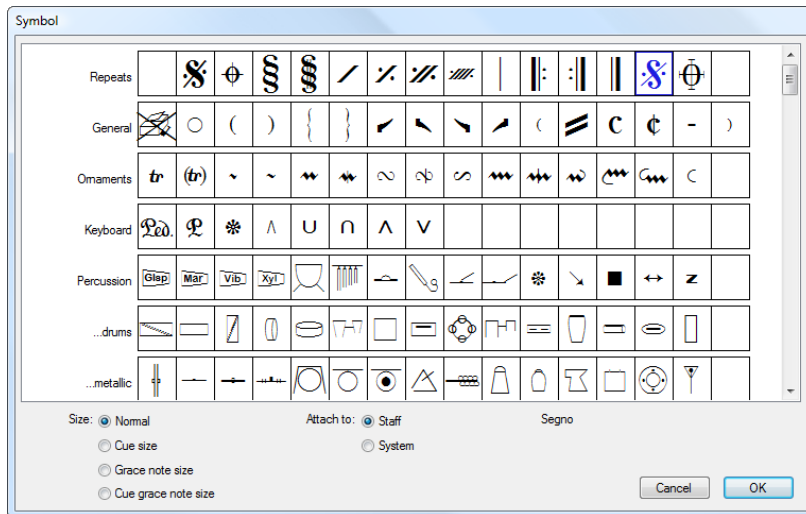 Symbol
Repeats
General
Ornaments tr (tr)
Keyboard Ped. P
Percussion Glsp Mar Vib Xyl
...drums
...metallic
Size: Normal Attach to: Staff Segno
Cue size System
Grace note size
Cue grace note size
Cancel OK